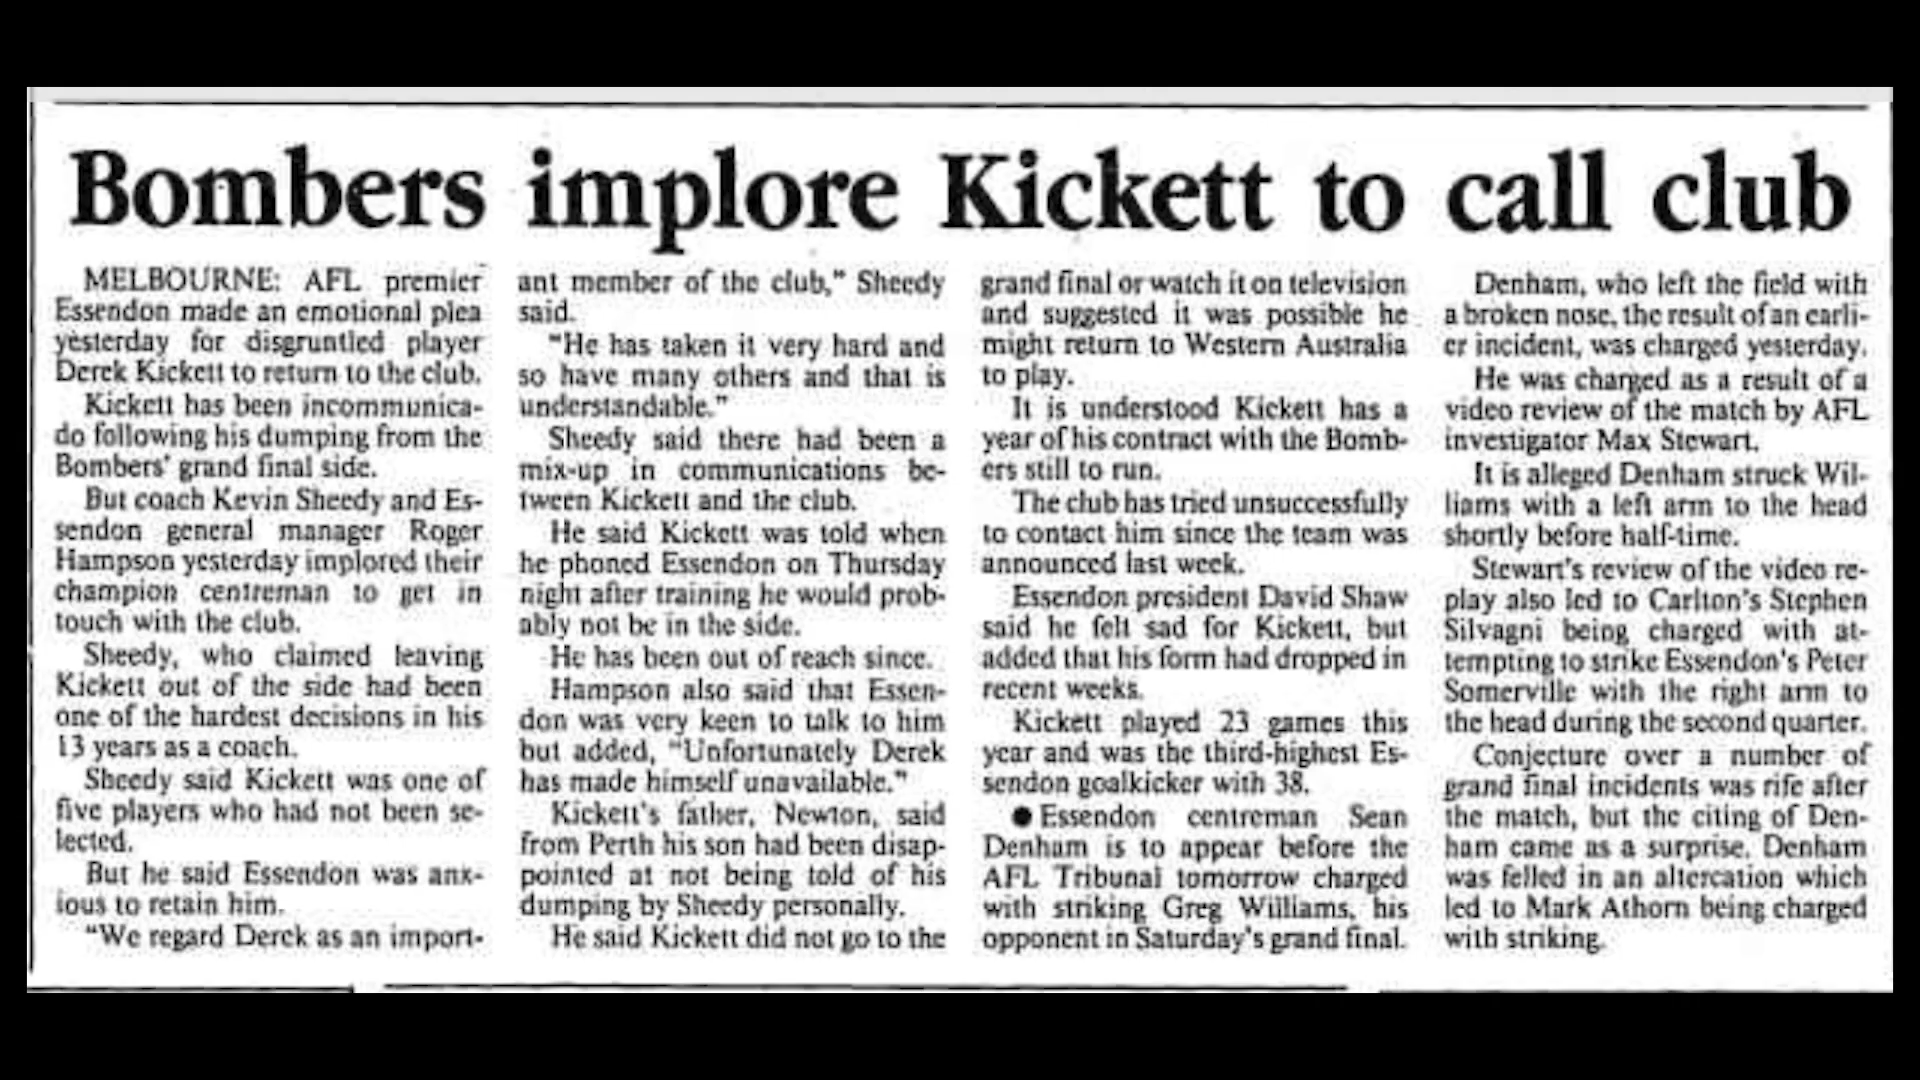 Bombers implore Kickett to call club
MELBOURNE: AFL premier
Essendon made an emotional plea
yesterday for disgruntled player
Derek Kickett to return to the club.
Kickett has been incommunica-
do following his dumping from the
Bombers' grand final side.
But coach Kevin Sheedy and Es-
sendon general manager Roger
Hampson yesterday implored their
champion centreman to get in
touch with the club.
Sheedy, who claimed leaving
Kickett out of the side had been
one of the hardest decisions in his
13 years as a coach.
Sheedy said Kickett was one of
five players who had not been se-
lected.
But he said Essendon was anx-
ious to retain him.
"We regard Derek as an import-
ant member of the club," Sheedy
said.
"He has taken it very hard and
so have many others and that is
understandable."
Sheedy said there had been a
mix-up in communications be-
tween Kickett and the club.
He said Kickett was told when
he phoned Essendon on Thursday
night after training he would prob-
ably not be in the side.
He has been out of reach since.
Hampson also said that Essen-
don was very keen to talk to him
but added, "Unfortunately Derek
has made himself unavailable."
Kickett's father, Newton, said
from Perth his son had been disap-
pointed at not being told of his
dumping by Sheedy personally.
He said Kickett did not go to the
grand final or watch it on television
and suggested it was possible he
might return to Western Australia
to play.
It is understood Kickett has a
year of his contract with the Bomb-
ers still to run.
The club has tried unsuccessfully
to contact him since the team was
announced last week.
Essendon president David Shaw
said he felt sad for Kickett, but
added that his form had dropped in
recent weeks.
Kickett played 23 games this
year and was the third-highest Es-
sendon goalkicker with 38.
● Essendon centreman Sean
Denham is to appear before the
AFL Tribunal tomorrow charged
with striking Greg Williams, his
opponent in Saturday's grand final.
Denham, who left the field with
a broken nose, the result of an earli-
er incident, was charged yesterday.
He was charged as a result of a
video review of the match by AFL
investigator Max Stewart.
It is alleged Denham struck Wil-
liams with a left arm to the head
shortly before half-time.
Stewart's review of the video re-
play also led to Carlton's Stephen
Silvagni being charged with at-
tempting to strike Essendon's Peter
Somerville with the right arm to
the head during the second quarter.
Conjecture over a number of
grand final incidents was rife after
the match, but the citing of Den-
ham came as a surprise. Denham
was felled in an altercation which
led to Mark Athorn being charged
with striking.